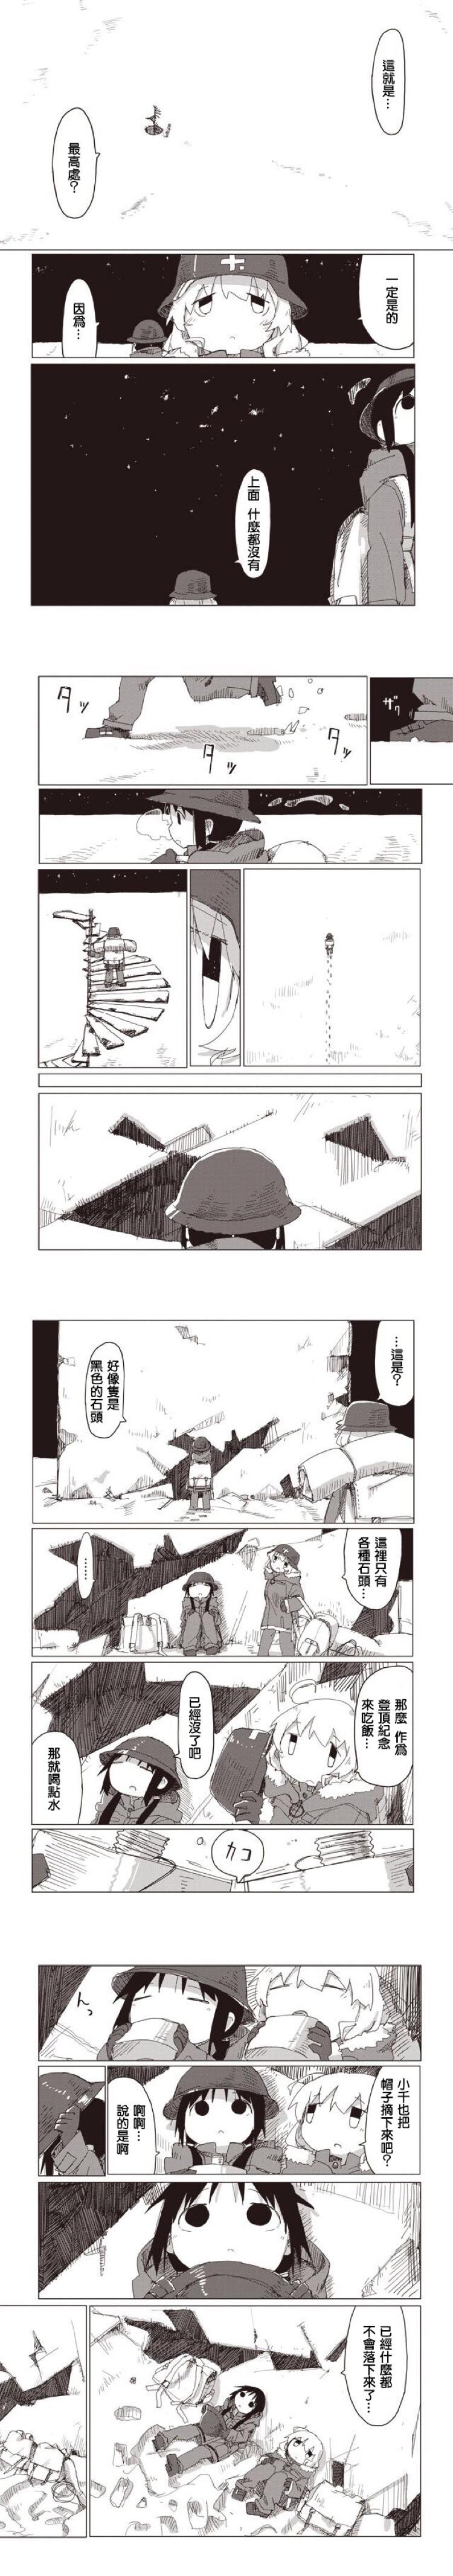 這就是…
最高處？
一定是的
因為…
上面 什麼都沒有
ザク
タッ
タッ
タッ
…這是？
好像隻是
黑色的石頭
這裡只有
各種石頭…
……
那麼 作為
登頂紀念
來吃飯…
已經沒了吧
那就喝點水
カコ
んっ
小千也把
帽子摘下來吧？
啊啊…
說的是啊
已經什麼都
不會落下來了…